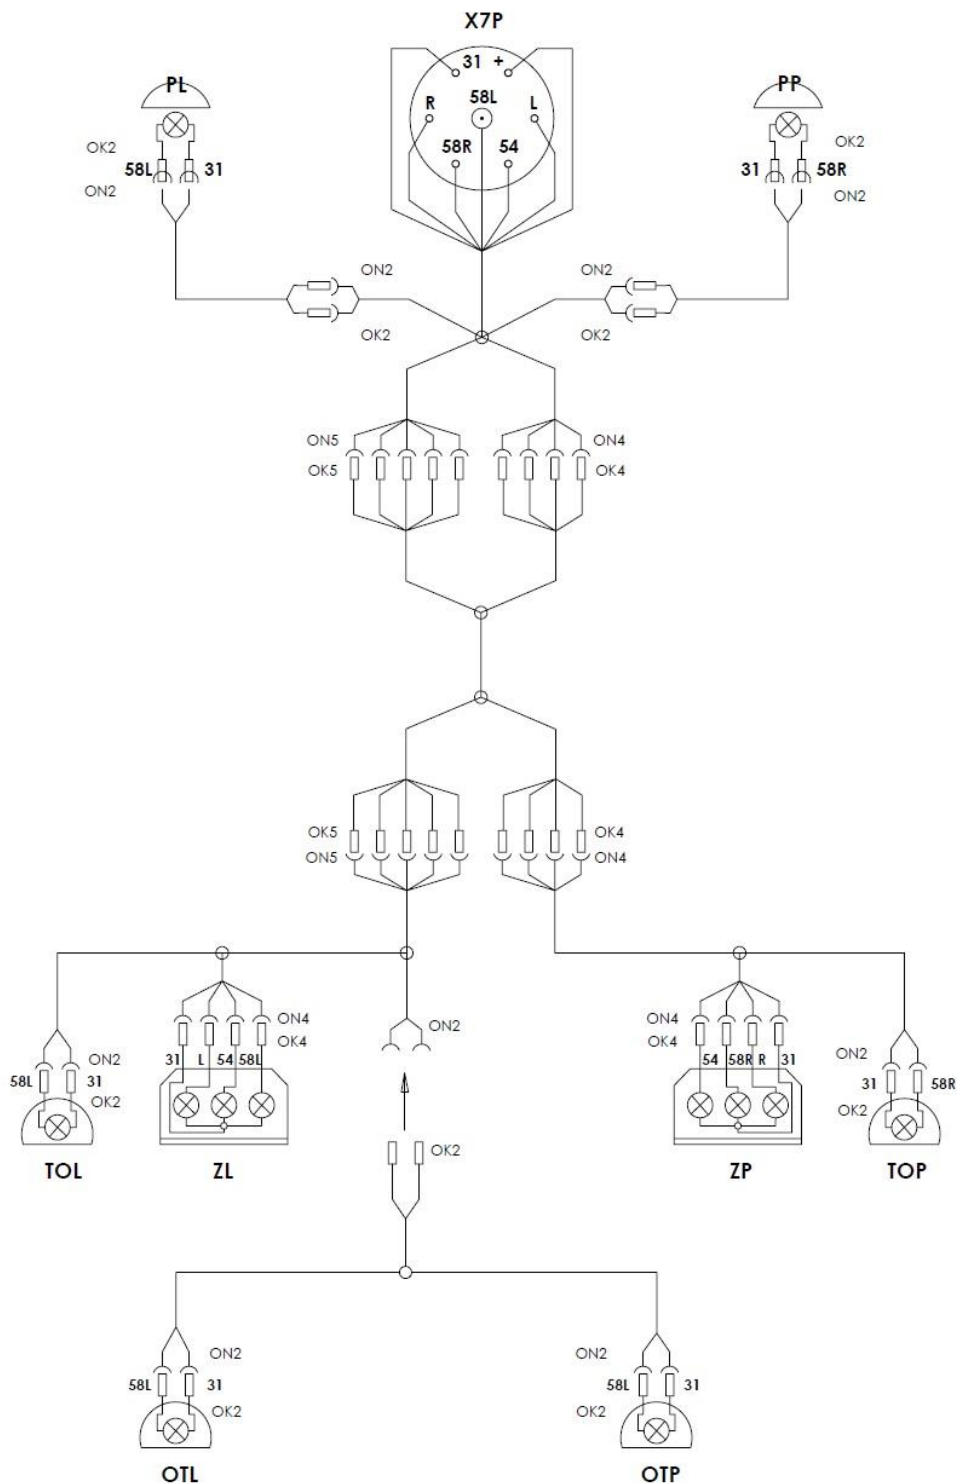 X7P
PL
31 +
PP
58L
R
L
58R
54
OK2
OK2
58L
31
31
58R
ON2
ON2
ON2
ON2
OK2
OK2
ON5
ON4
OK5
OK4
OK5
OK4
ON5
ON4
ON4
ON2
ON4
OK4
OK4
31 L 54 58L
54 58R R 31
ON2
ON2
58L
31
31
58R
OK2
OK2
TOL
ZL
OK2
ZP
TOP
ON2
ON2
58L
31
58L
31
OK2
OK2
OTL
OTP